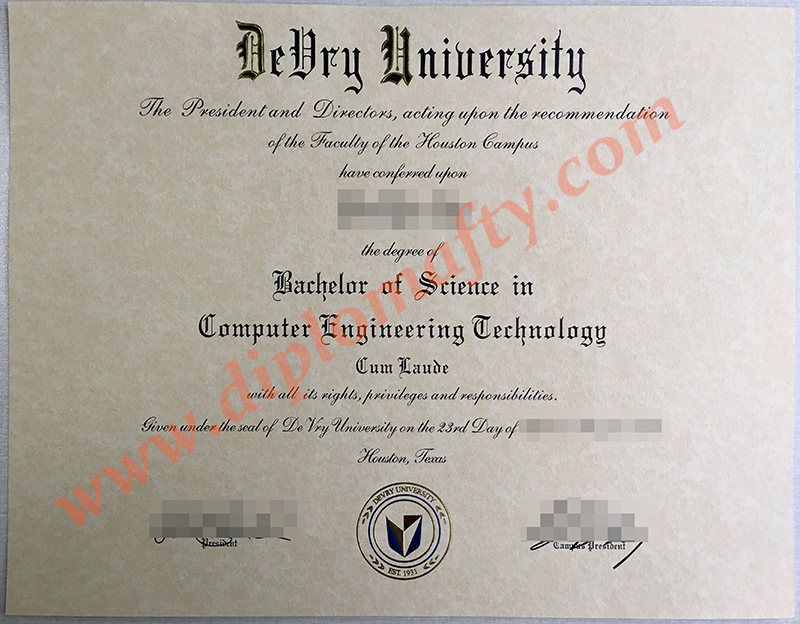 DeVry University
The President and Directors, acting upon the recommendation
of the Faculty of the Houston Campus
have conferred upon
the degree of
Bachelor of Science in
Computer Engineering Technology
Cum Laude
with all its rights, privileges and responsibilities.
Given under the seal of DeVry University on the 23rd Day of
Houston, Texas
President
DEVRY UNIVERSITY
EST. 1931
Campus President
www.diplomafty.com